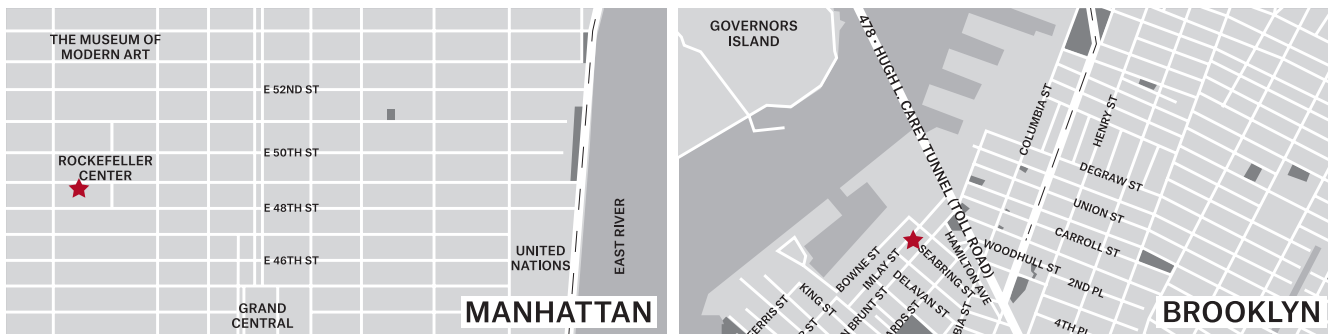 THE MUSEUM OF
MODERN ART
E 52ND ST
E 50TH ST
ROCKEFELLER
CENTER
E 48TH ST
E 46TH ST
UNITED
NATIONS
EAST RIVER
GRAND
CENTRAL
MANHATTAN
GOVERNORS
ISLAND
478 • HUGH L. CAREY TUNNEL (TOLL ROAD)
COLUMBIA ST
HENRY ST
DEGRAW ST
UNION ST
CARROLL ST
WOODHULL ST
2ND PL
4TH PL
HAMILTON AVE
SEABRING ST
DELAVAN ST
BOWNE ST
IMLAY ST
KING ST
BROOKLYN